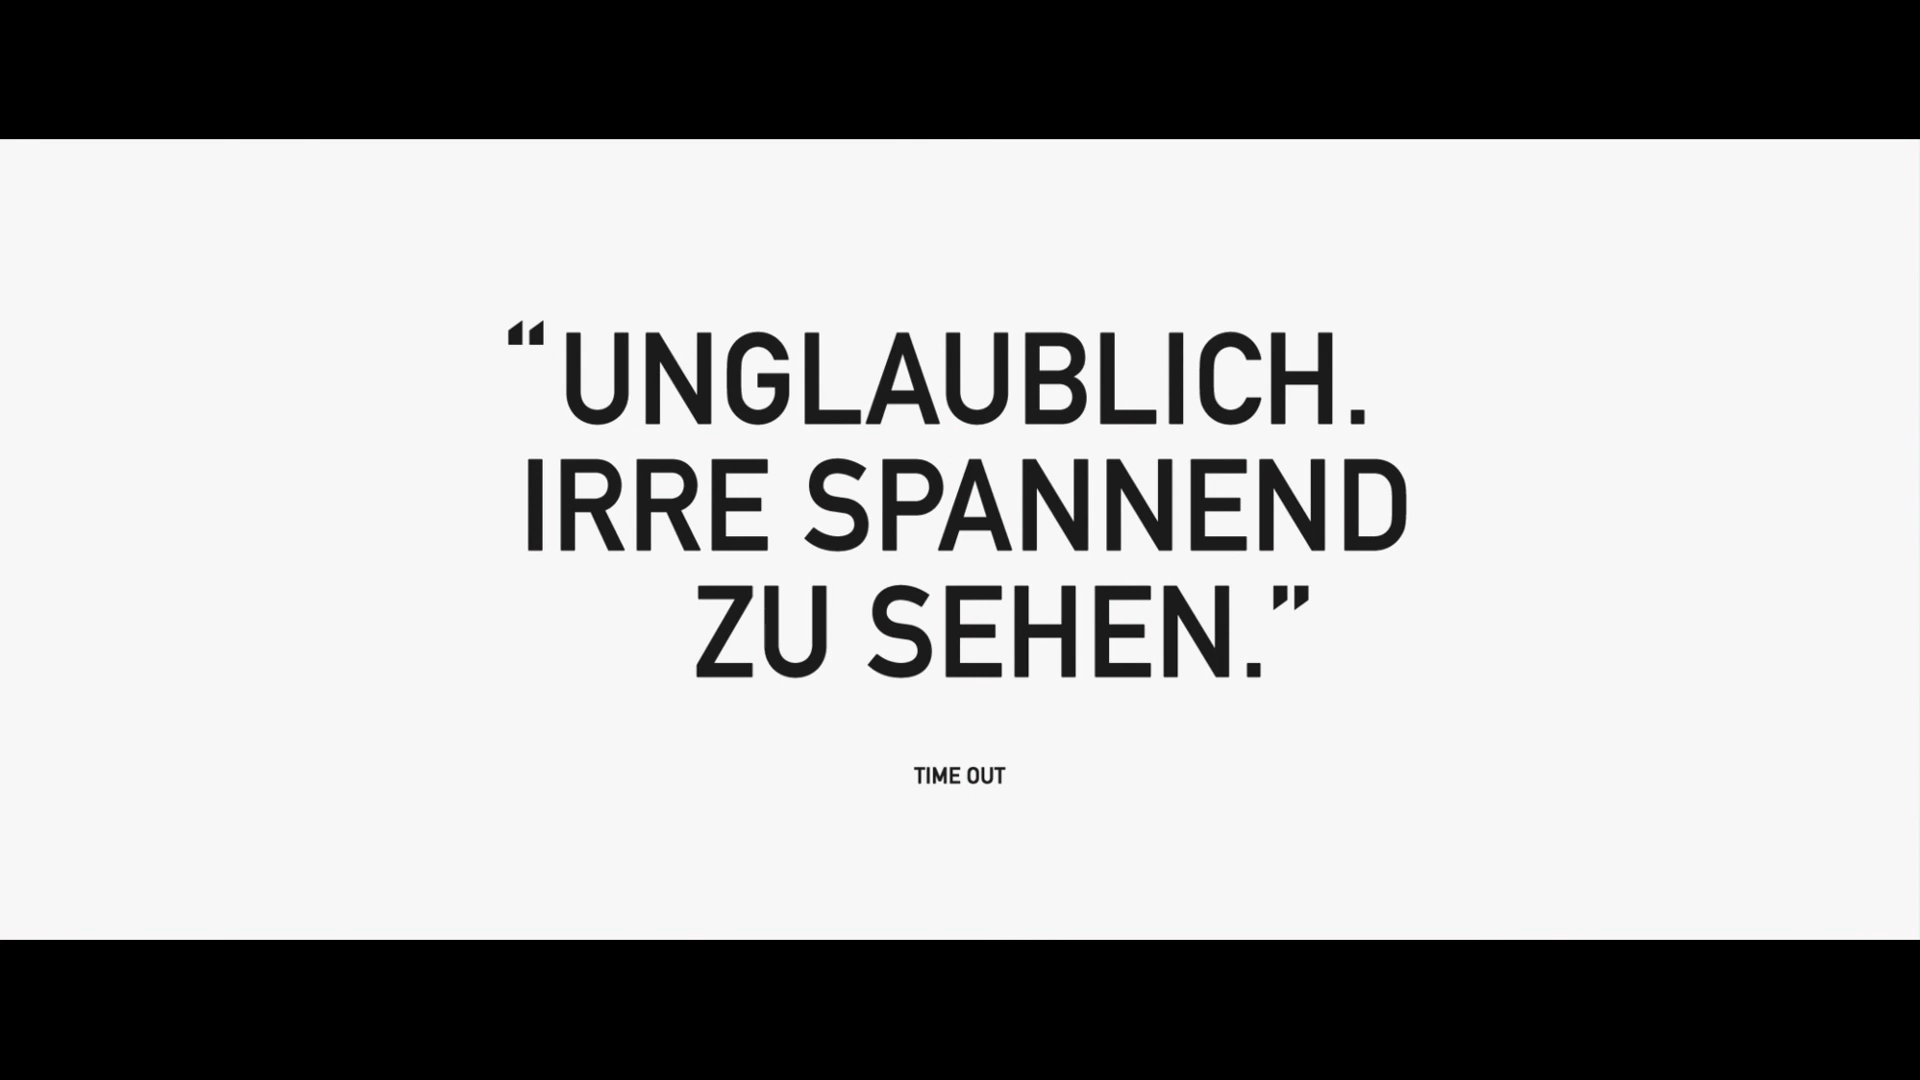 “UNGLAUBLICH.
IRRE SPANNEND
ZU SEHEN.”
TIME OUT